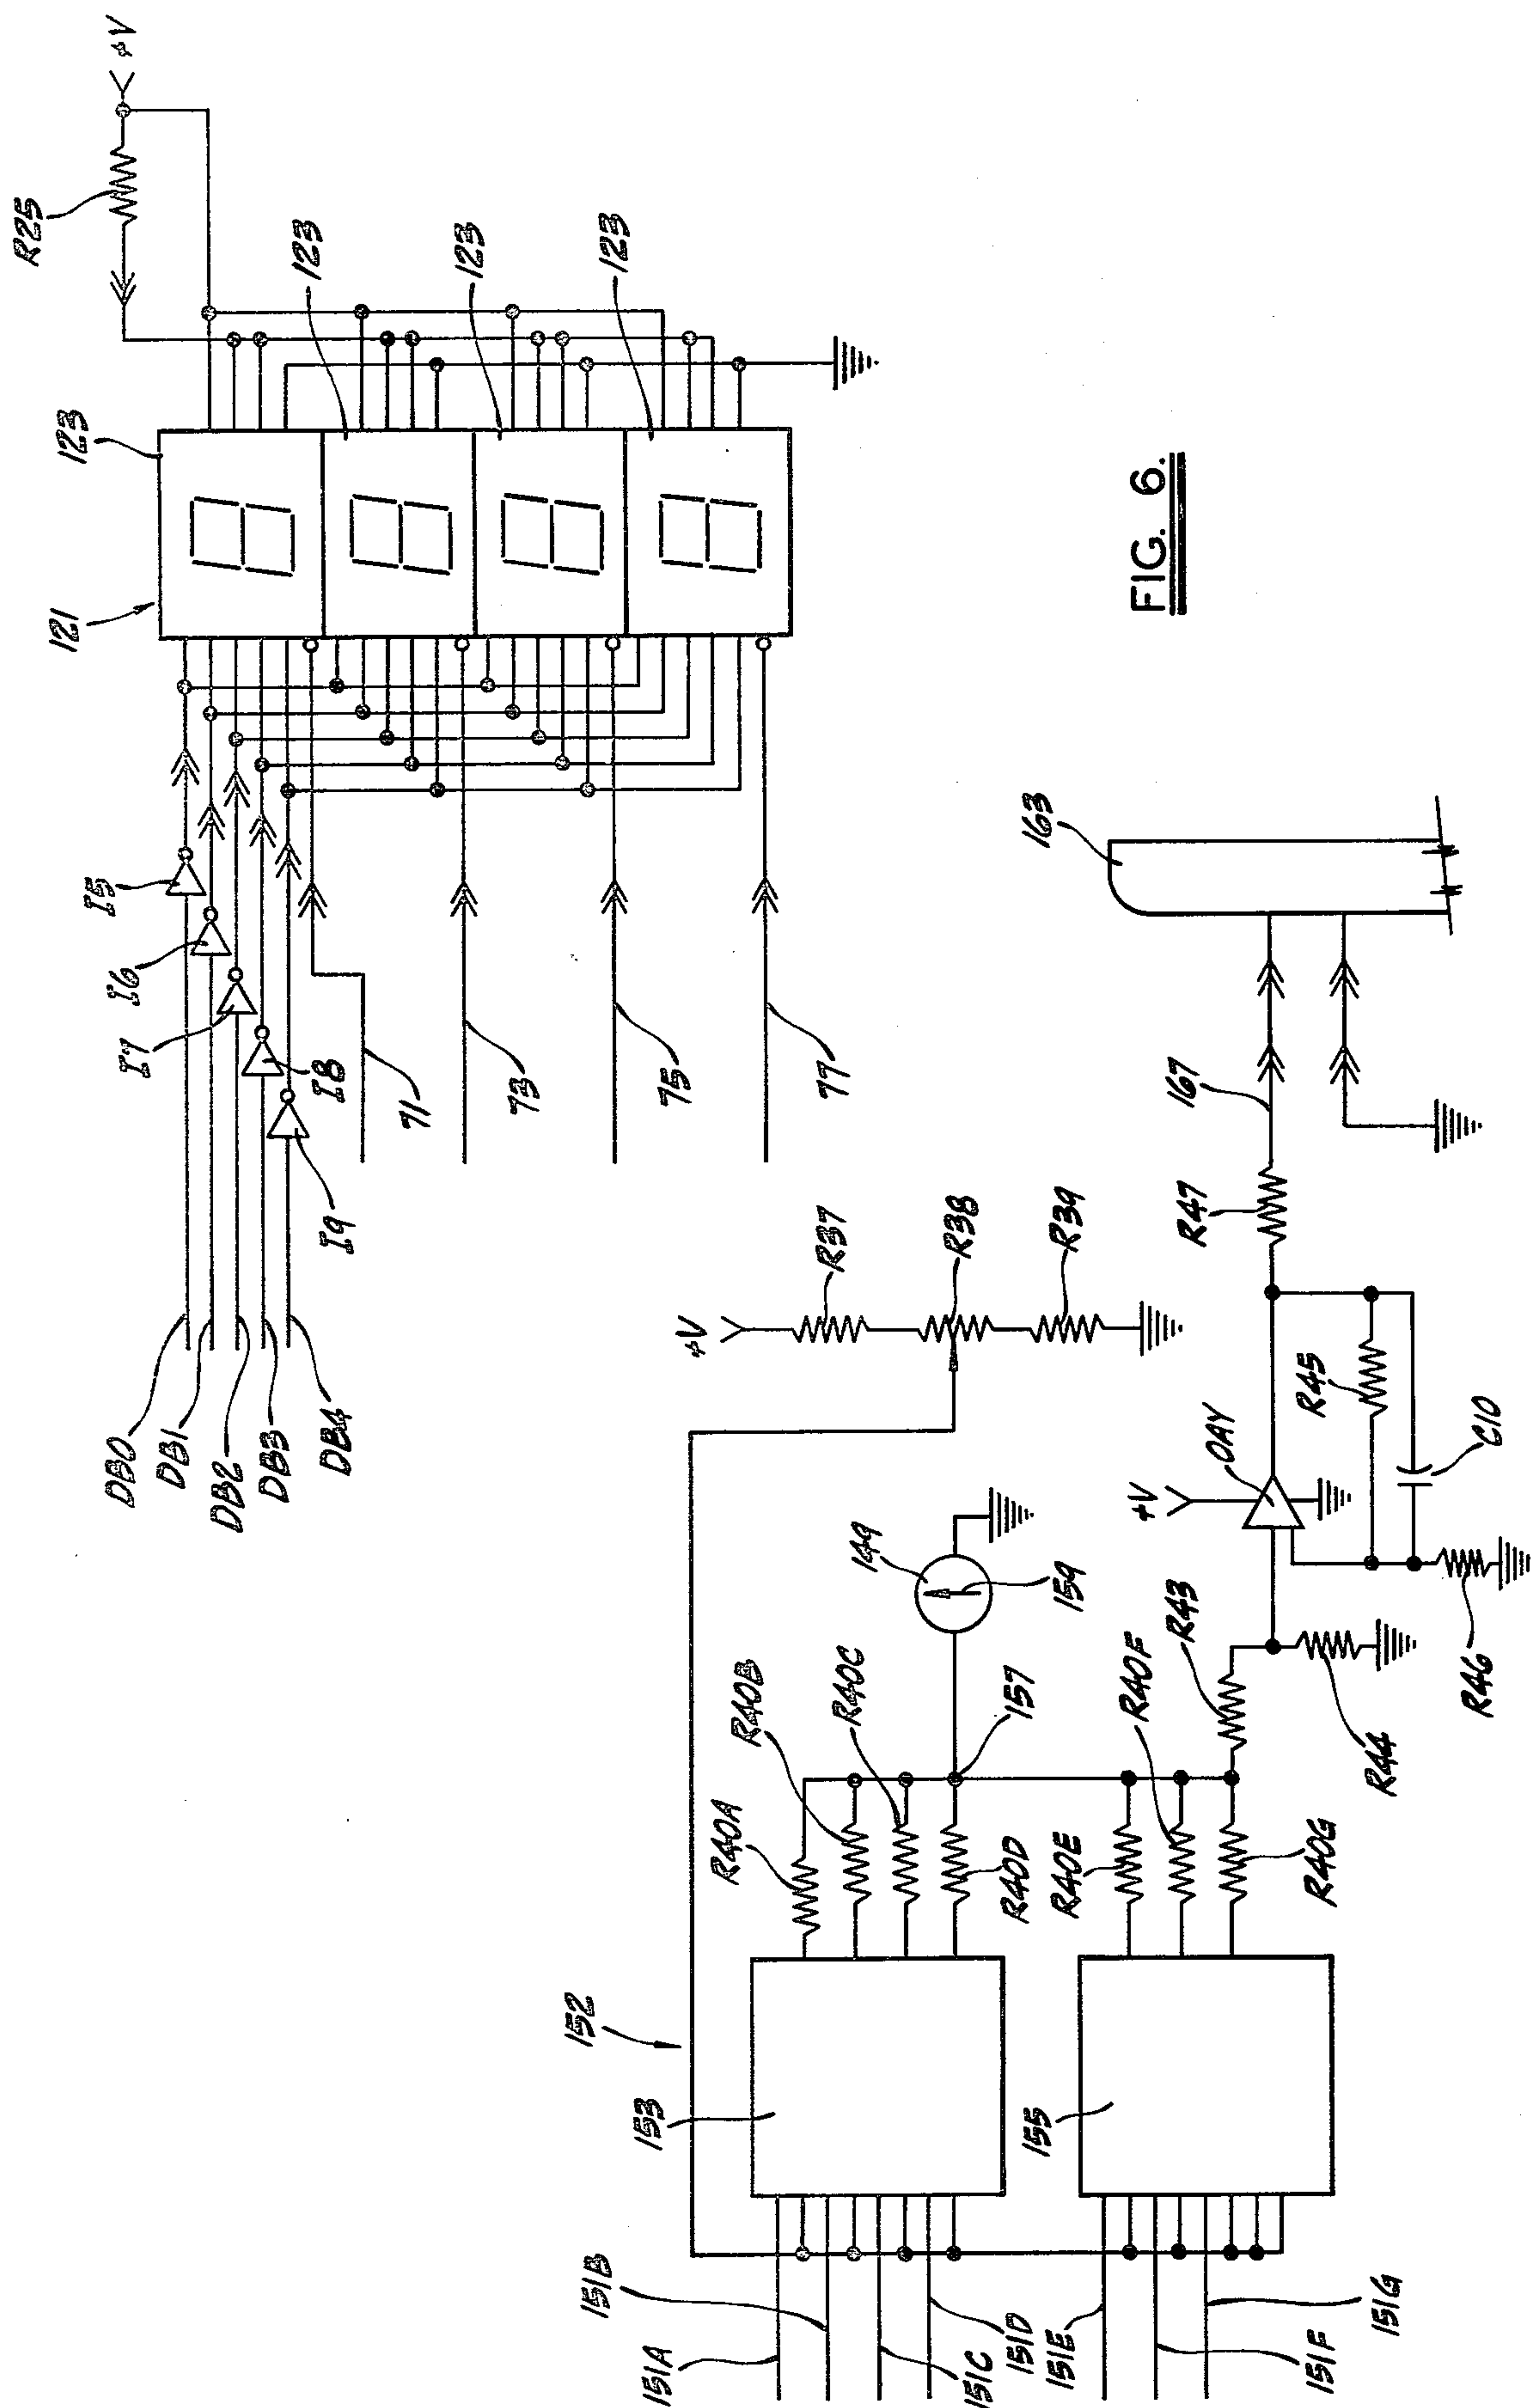 +V
R25
123
123
123
123
121
I5
I6
I7
I8
I9
71
73
75
77
DB0
DB1
DB2
DB3
DB4
FIG. 6.
163
167
R47
+V
R37
R38
R39
+V
OAY
R45
C10
R46
R44
R43
149
159
157
R40A
R40B
R40C
R40D
R40E
R40F
R40G
152
153
155
151A
151B
151C
151D
151E
151F
151G